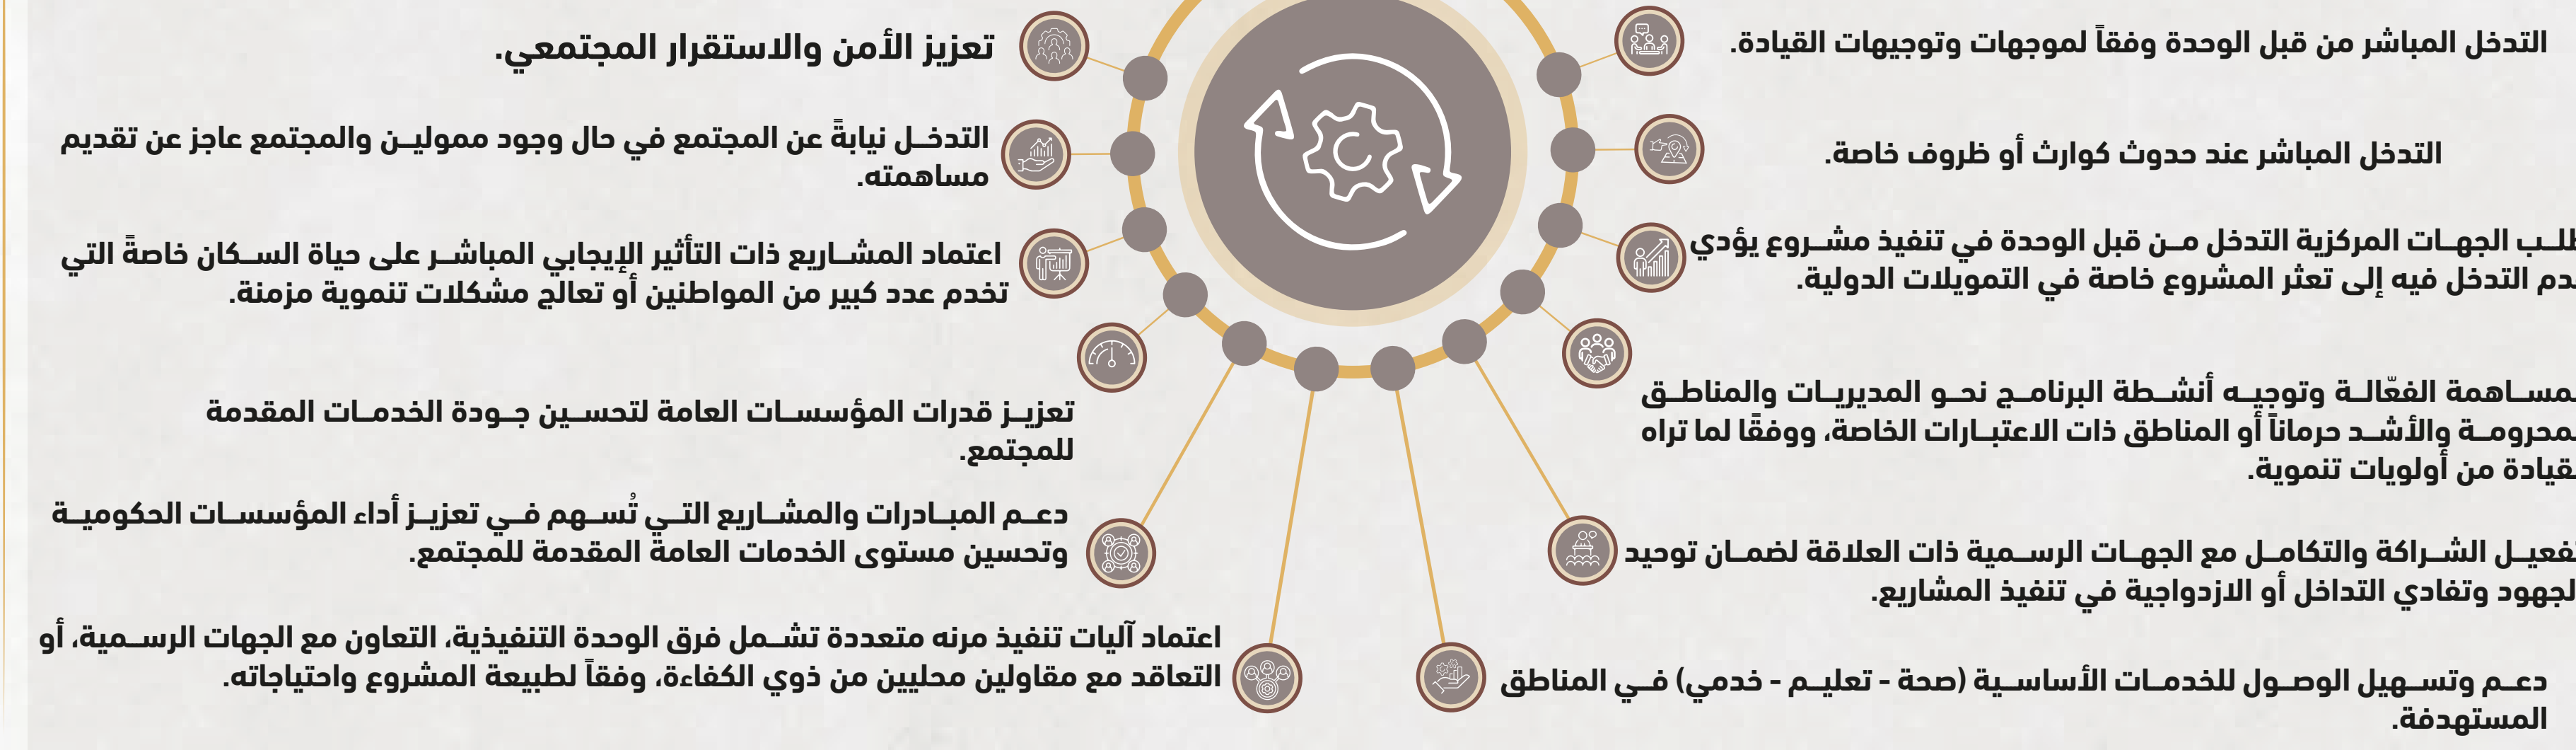 التدخل المباشر من قبل الوحدة وفقاً لموجهات وتوجيهات القيادة.
التدخل المباشر عند حدوث كوارث أو ظروف خاصة.
الجهات المركزية التدخل من قبل الوحدة في تنفيذ مشروع يؤدي
التدخل فيه إلى تعثر المشروع خاصة في التمويلات الدولية.
الفعّالة وتوجيه أنشطة البرنامج نحو المديريات والمناطق
والأشد حرماناً أو المناطق ذات الاعتبارات الخاصة، ووفقًا لما تراه
من أولويات تنموية.
الشراكة والتكامل مع الجهات الرسمية ذات العلاقة لضمان توحيد
وتفادي التداخل أو الازدواجية في تنفيذ المشاريع.
دعم وتسهيل الوصول للخدمات الأساسية (صحة - تعليم - خدمي) في المناطق
المستهدفة.
تعزيز الأمن والاستقرار المجتمعي.
التدخل نيابةً عن المجتمع في حال وجود ممولين والمجتمع عاجز عن تقديم
مساهمته.
اعتماد المشاريع ذات التأثير الإيجابي المباشر على حياة السكان خاصةً التي
تخدم عدد كبير من المواطنين أو تعالج مشكلات تنموية مزمنة.
تعزيز قدرات المؤسسات العامة لتحسين جودة الخدمات المقدمة
للمجتمع.
دعم المبادرات والمشاريع التي تُسهم في تعزيز أداء المؤسسات الحكومية
وتحسين مستوى الخدمات العامة المقدمة للمجتمع.
اعتماد آليات تنفيذ مرنه متعددة تشمل فرق الوحدة التنفيذية، التعاون مع الجهات الرسمية، أو
التعاقد مع مقاولين محليين من ذوي الكفاءة، وفقاً لطبيعة المشروع واحتياجاته.